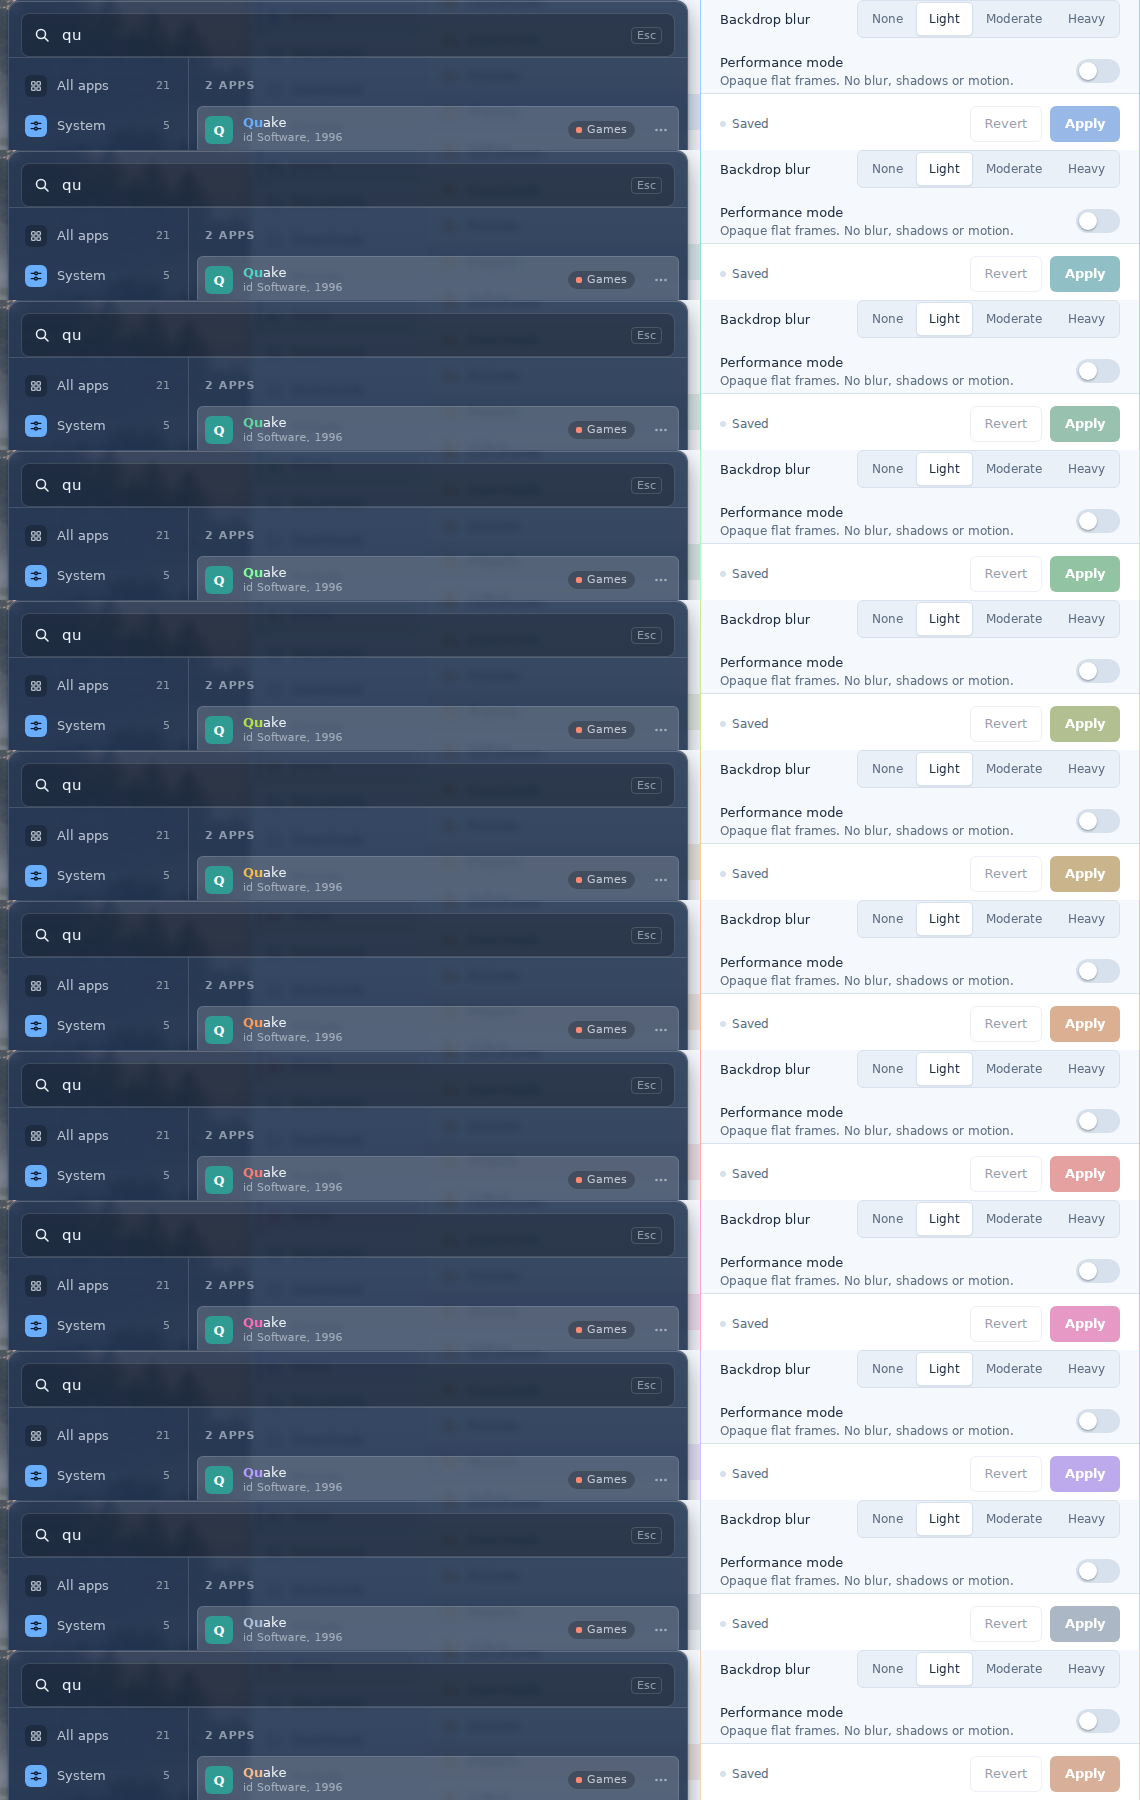 qu Esc Backdrop blur None Light Moderate Heavy
All apps 21 2 APPS Performance mode
Opaque flat frames. No blur, shadows or motion.
System 5 Q Quake Games ··· Saved Revert Apply
id Software, 1996
qu Esc Backdrop blur None Light Moderate Heavy
All apps 21 2 APPS Performance mode
Opaque flat frames. No blur, shadows or motion.
System 5 Q Quake Games ··· Saved Revert Apply
id Software, 1996
qu Esc Backdrop blur None Light Moderate Heavy
All apps 21 2 APPS Performance mode
Opaque flat frames. No blur, shadows or motion.
System 5 Q Quake Games ··· Saved Revert Apply
id Software, 1996
qu Esc Backdrop blur None Light Moderate Heavy
All apps 21 2 APPS Performance mode
Opaque flat frames. No blur, shadows or motion.
System 5 Q Quake Games ··· Saved Revert Apply
id Software, 1996
qu Esc Backdrop blur None Light Moderate Heavy
All apps 21 2 APPS Performance mode
Opaque flat frames. No blur, shadows or motion.
System 5 Q Quake Games ··· Saved Revert Apply
id Software, 1996
qu Esc Backdrop blur None Light Moderate Heavy
All apps 21 2 APPS Performance mode
Opaque flat frames. No blur, shadows or motion.
System 5 Q Quake Games ··· Saved Revert Apply
id Software, 1996
qu Esc Backdrop blur None Light Moderate Heavy
All apps 21 2 APPS Performance mode
Opaque flat frames. No blur, shadows or motion.
System 5 Q Quake Games ··· Saved Revert Apply
id Software, 1996
qu Esc Backdrop blur None Light Moderate Heavy
All apps 21 2 APPS Performance mode
Opaque flat frames. No blur, shadows or motion.
System 5 Q Quake Games ··· Saved Revert Apply
id Software, 1996
qu Esc Backdrop blur None Light Moderate Heavy
All apps 21 2 APPS Performance mode
Opaque flat frames. No blur, shadows or motion.
System 5 Q Quake Games ··· Saved Revert Apply
id Software, 1996
qu Esc Backdrop blur None Light Moderate Heavy
All apps 21 2 APPS Performance mode
Opaque flat frames. No blur, shadows or motion.
System 5 Q Quake Games ··· Saved Revert Apply
id Software, 1996
qu Esc Backdrop blur None Light Moderate Heavy
All apps 21 2 APPS Performance mode
Opaque flat frames. No blur, shadows or motion.
System 5 Q Quake Games ··· Saved Revert Apply
id Software, 1996
qu Esc Backdrop blur None Light Moderate Heavy
All apps 21 2 APPS Performance mode
Opaque flat frames. No blur, shadows or motion.
System 5 Q Quake Games ··· Saved Revert Apply
id Software, 1996